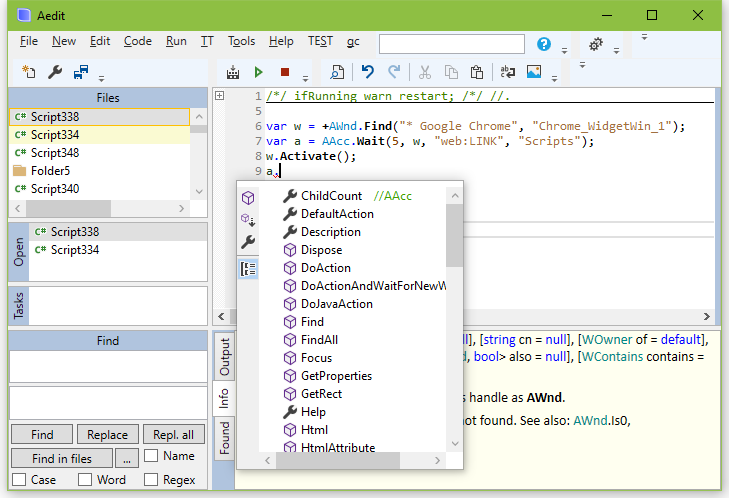 Aedit
File New Edit Code Run TT Tools Help TEST gc
Files
Script338
Script334
Script348
Folder5
Script340
Open
Script338
Script334
Tasks
Find
Find Replace Repl. all
Find in files ... Name
Case Word Regex
1 /*/ ifRunning warn restart; /*/ //.
5
6 var w = +AWnd.Find("* Google Chrome", "Chrome_WidgetWin_1");
7 var a = AAcc.Wait(5, w, "web:LINK", "Scripts");
8 w.Activate();
9 a.
ChildCount //AAcc
DefaultAction
Description
Dispose
DoAction
DoActionAndWaitForNewW
DoJavaAction
Find
FindAll
Focus
GetProperties
GetRect
Help
Html
HtmlAttribute
Output
Info
Found
ll], [string cn = null], [WOwner of = default],
d, bool> also = null], [WContains contains =
s handle as AWnd.
not found. See also: AWnd.Is0,